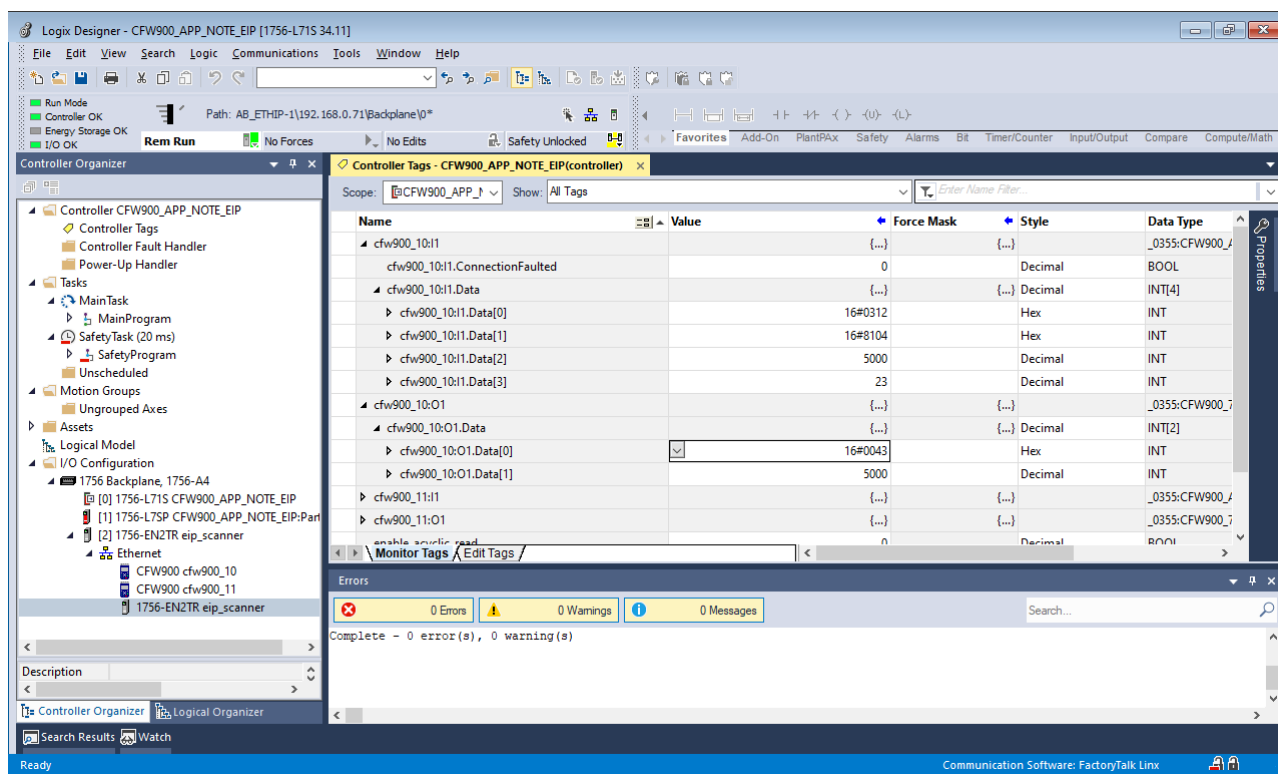 Logix Designer - CFW900_APP_NOTE_EIP [1756-L71S 34.11]
File Edit View Search Logic Communications Tools Window Help
Run Mode
Controller OK
Energy Storage OK
I/O OK
Path: AB_ETHIP-1\192.168.0.71\Backplane\0*
Rem Run No Forces No Edits Safety Unlocked
Favorites Add-On PlantPAx Safety Alarms Bit Timer/Counter Input/Output Compare Compute/Math
Controller Organizer
Controller CFW900_APP_NOTE_EIP
Controller Tags
Controller Fault Handler
Power-Up Handler
Tasks
MainTask
MainProgram
SafetyTask (20 ms)
SafetyProgram
Unscheduled
Motion Groups
Ungrouped Axes
Assets
Logical Model
I/O Configuration
1756 Backplane, 1756-A4
[0] 1756-L71S CFW900_APP_NOTE_EIP
[1] 1756-L7SP CFW900_APP_NOTE_EIP:Part
[2] 1756-EN2TR eip_scanner
Ethernet
CFW900 cfw900_10
CFW900 cfw900_11
1756-EN2TR eip_scanner
Description
Controller Organizer Logical Organizer
Controller Tags - CFW900_APP_NOTE_EIP(controller)
Scope: CFW900_APP_N Show: All Tags Enter Name Filter...
Name Value Force Mask Style Data Type
cfw900_10:I1 {...} {...} _0355:CFW900_A
cfw900_10:I1.ConnectionFaulted 0 Decimal BOOL
cfw900_10:I1.Data {...} {...} Decimal INT[4]
cfw900_10:I1.Data[0] 16#0312 Hex INT
cfw900_10:I1.Data[1] 16#8104 Hex INT
cfw900_10:I1.Data[2] 5000 Decimal INT
cfw900_10:I1.Data[3] 23 Decimal INT
cfw900_10:O1 {...} {...} _0355:CFW900_7
cfw900_10:O1.Data {...} {...} Decimal INT[2]
cfw900_10:O1.Data[0] 16#0043 Hex INT
cfw900_10:O1.Data[1] 5000 Decimal INT
cfw900_11:I1 {...} {...} _0355:CFW900_A
cfw900_11:O1 {...} {...} _0355:CFW900_7
enable_acyclic_read 0 Decimal BOOL
Monitor Tags Edit Tags
Properties
Errors
0 Errors 0 Warnings 0 Messages Search...
Complete - 0 error(s), 0 warning(s)
Search Results Watch
Ready Communication Software: FactoryTalk Linx